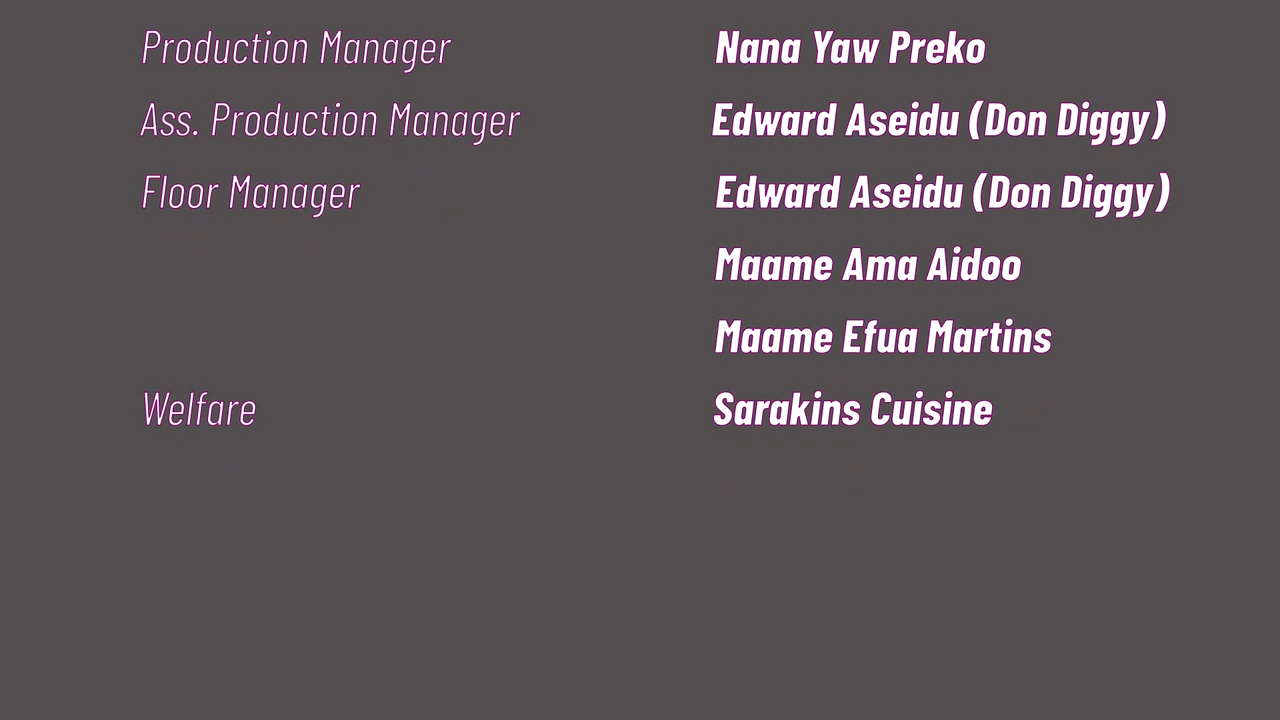 Production Manager Nana Yaw Preko
Ass. Production Manager Edward Aseidu (Don Diggy)
Floor Manager Edward Aseidu (Don Diggy)
Maame Ama Aidoo
Maame Efua Martins
Welfare Sarakins Cuisine